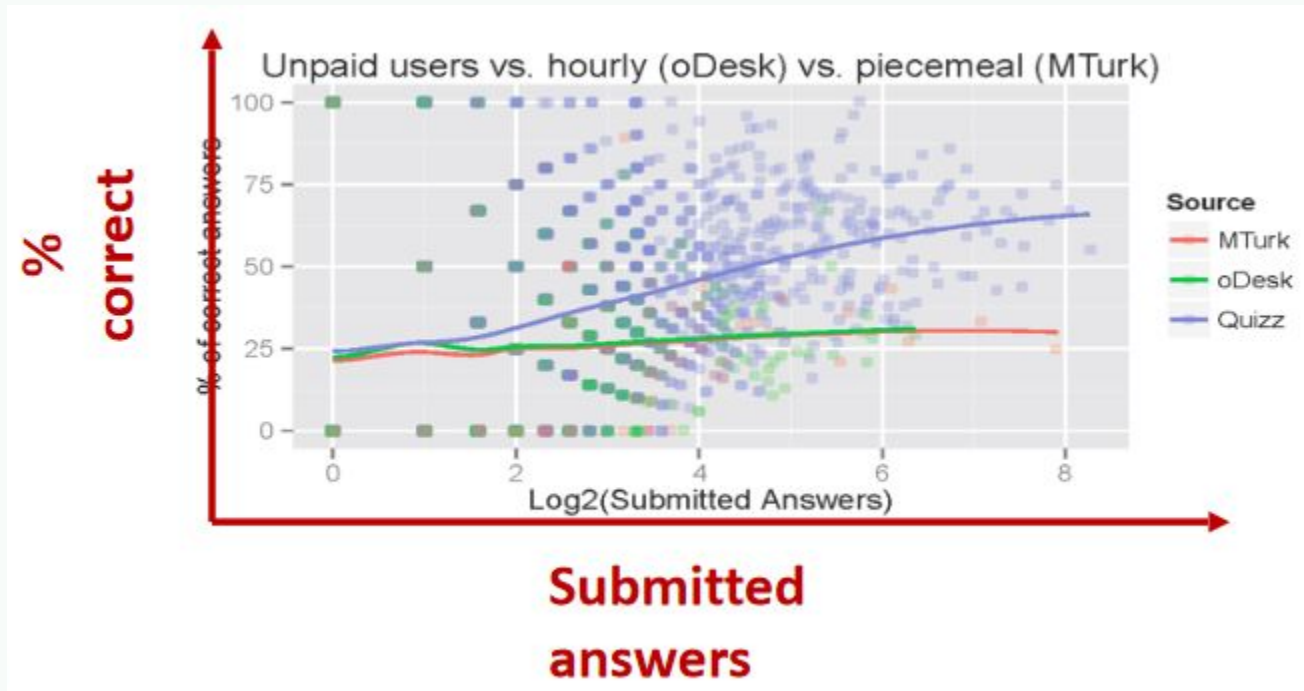 Unpaid users vs. hourly (oDesk) vs. piecemeal (MTurk)
%
correct
% of correct answers
100
75
50
25
0
0 2 4 6 8
Log2(Submitted Answers)
Source
MTurk
oDesk
Quizz
Submitted
answers